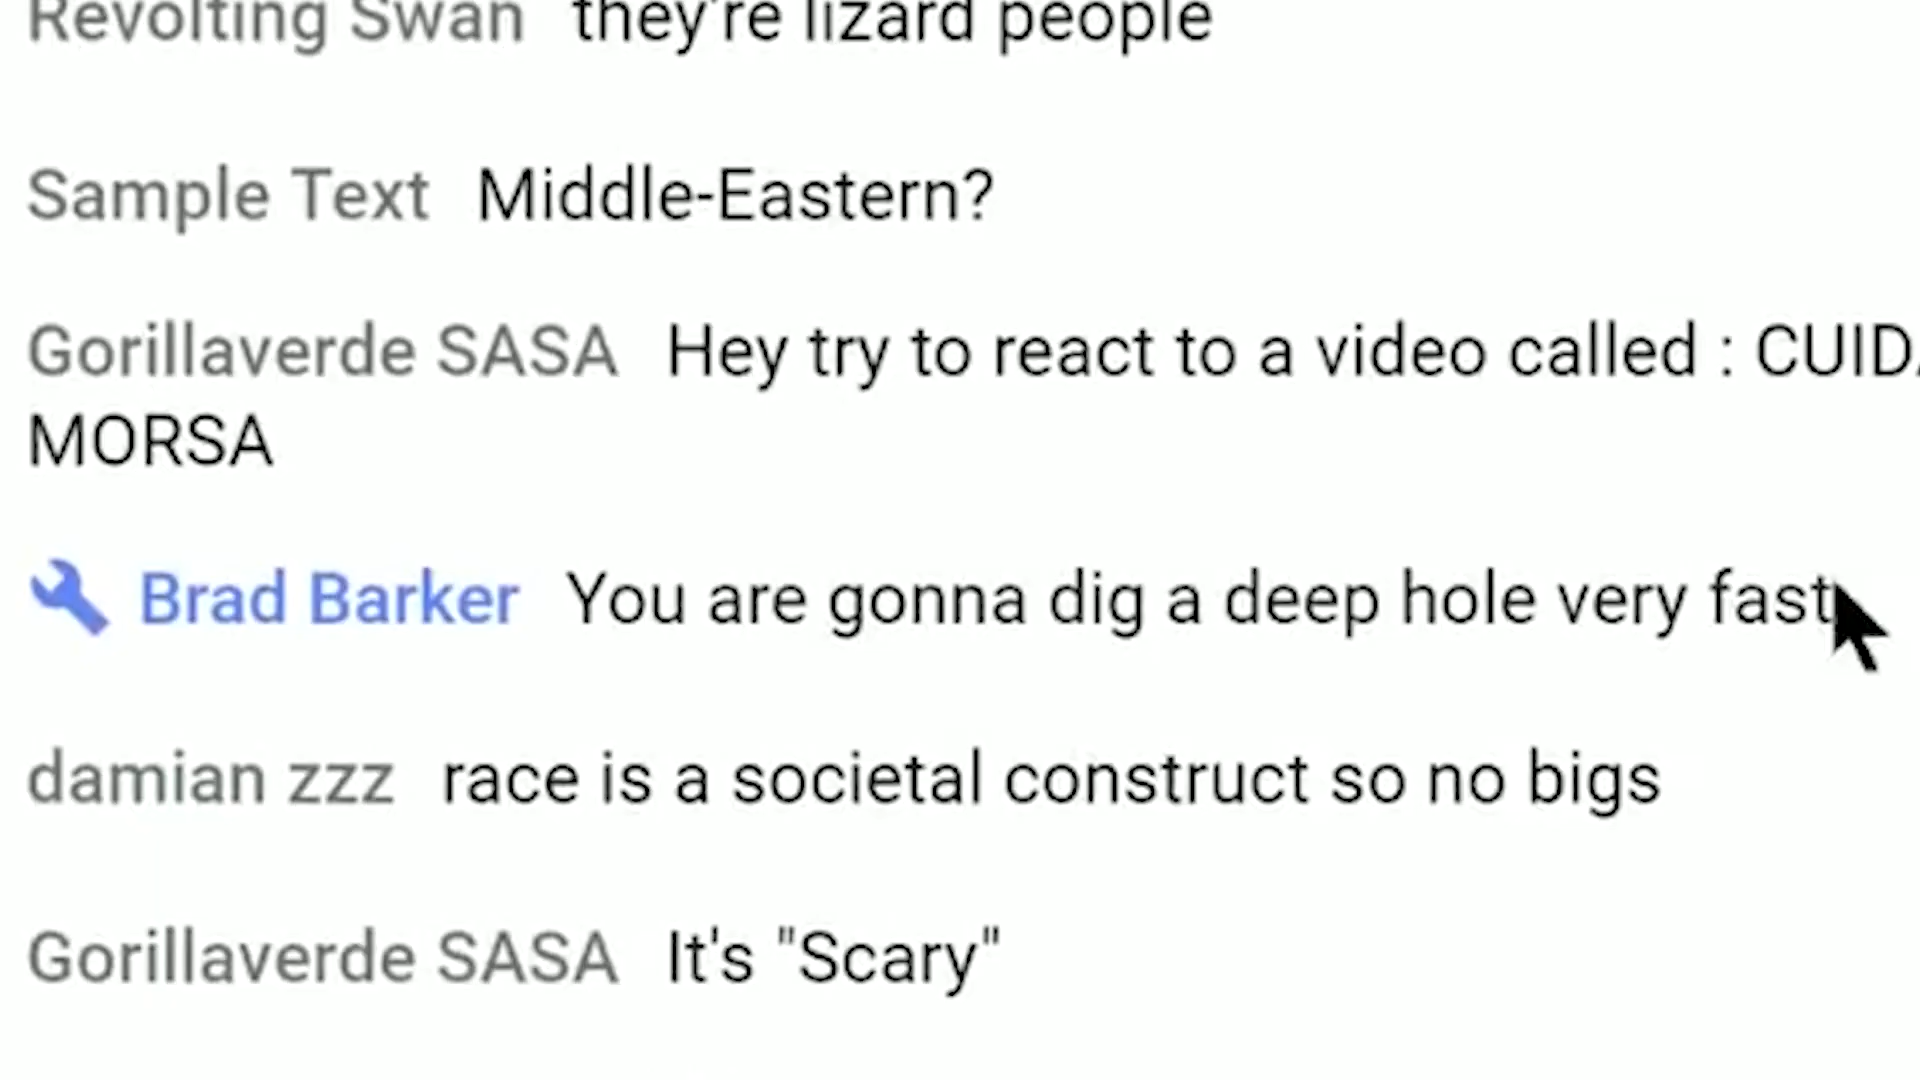 Revolting Swan they're lizard people
Sample Text Middle-Eastern?
Gorillaverde SASA Hey try to react to a video called : CUID
MORSA
Brad Barker You are gonna dig a deep hole very fast
damian zzz race is a societal construct so no bigs
Gorillaverde SASA It's "Scary"